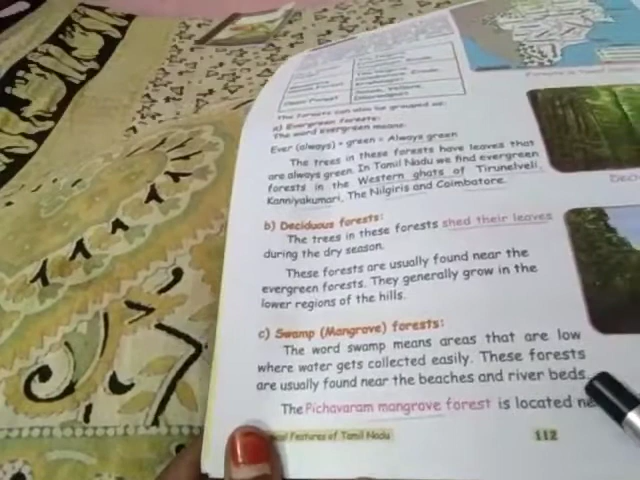 The forests can also be grouped as:
a) Evergreen forests:
The word evergreen means
Ever (always) + green = Always green
The trees in these forests have leaves that
are always green. In Tamil Nadu we find evergreen
forests in the Western ghats of Tirunelveli,
Kanniyakumari, The Nilgiris and Coimbatore.
b) Deciduous forests:
The trees in these forests shed their leaves
during the dry season.
These forests are usually found near the
evergreen forests. They generally grow in the
lower regions of the hills.
c) Swamp (Mangrove) forests:
The word swamp means areas that are low
where water gets collected easily. These forests
are usually found near the beaches and river beds.
The Pichavaram mangrove forest is located
Features of Tamil Nadu
112